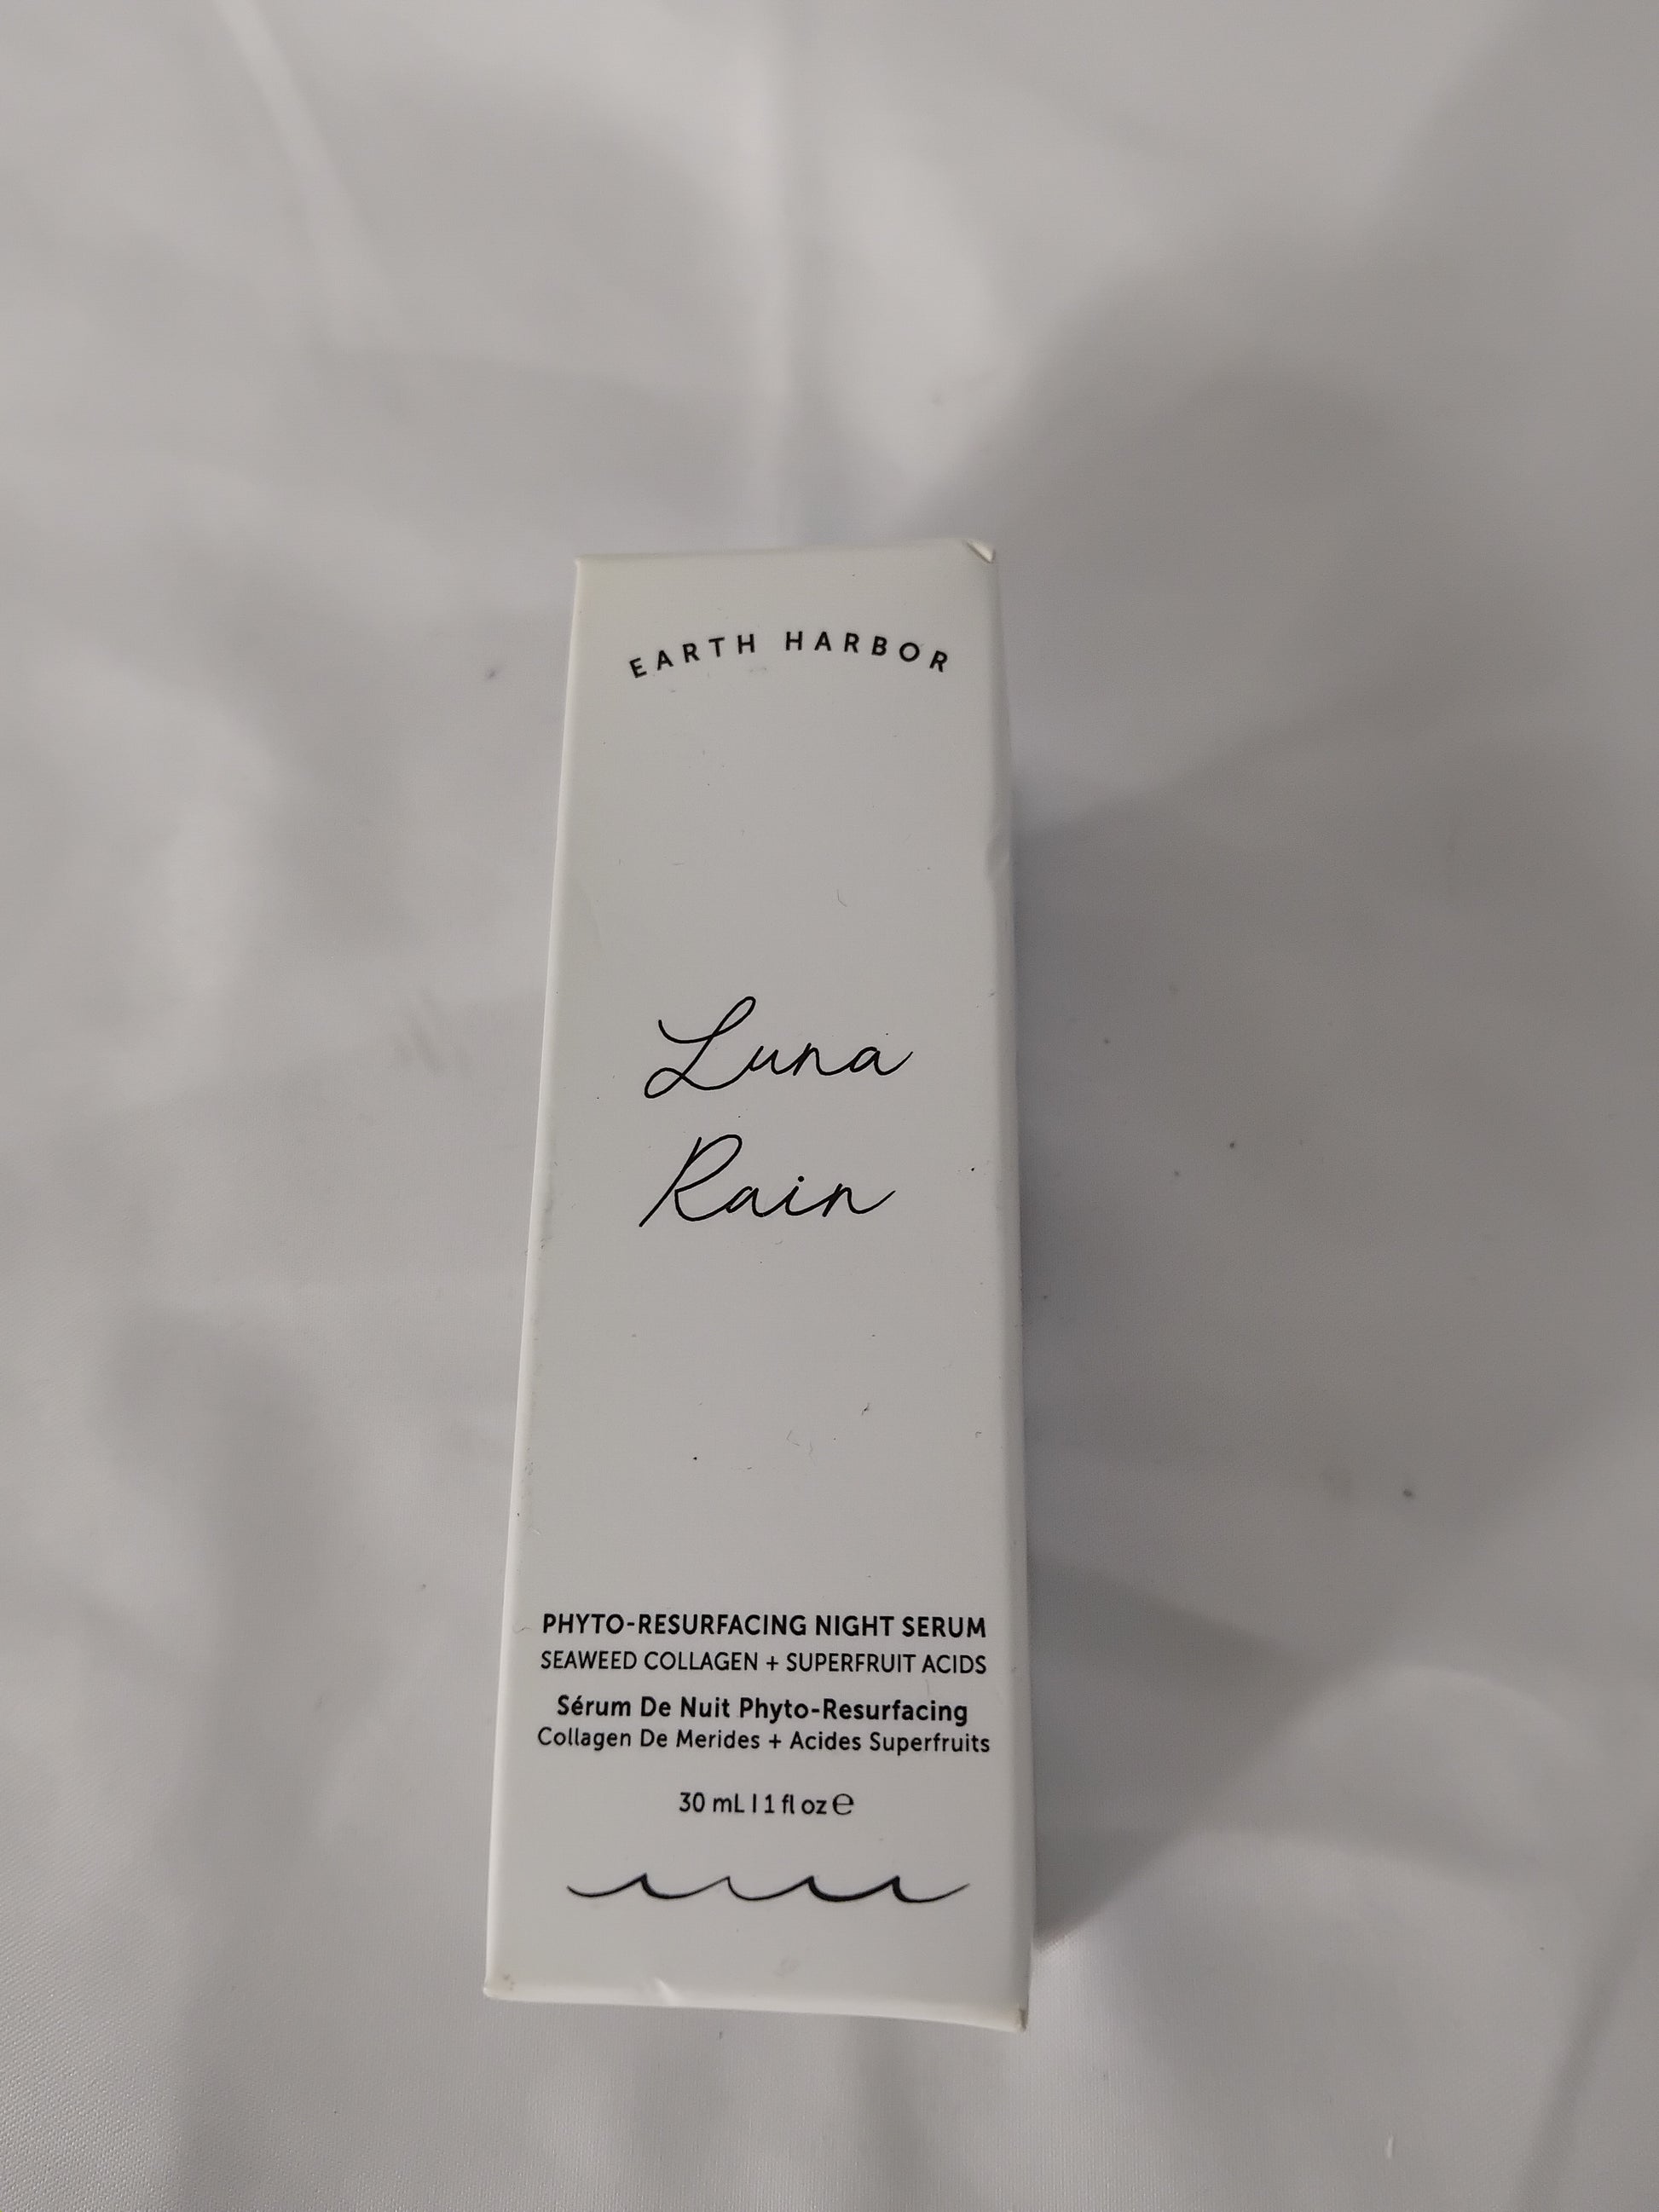 EARTH HARBOR
Luna
Rain
PHYTO-RESURFACING NIGHT SERUM
SEAWEED COLLAGEN + SUPERFRUIT ACIDS
Sérum De Nuit Phyto-Resurfacing
Collagen De Merides + Acides Superfruits
30 mL | 1 fl oz ℮